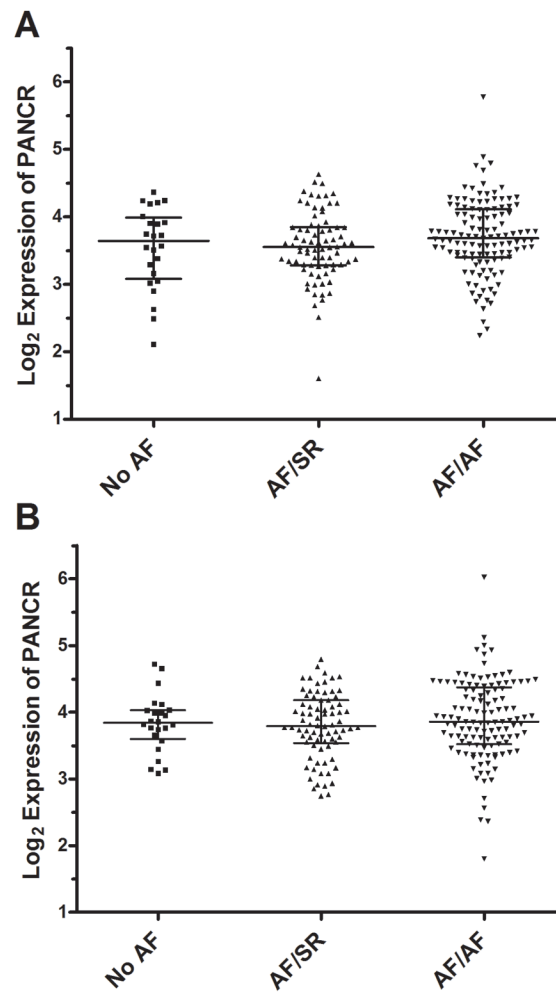 A
Log₂ Expression of PANCR
6
5
4
3
2
1
No AF
AF/SR
AF/AF
B
Log₂ Expression of PANCR
6
5
4
3
2
1
No AF
AF/SR
AF/AF